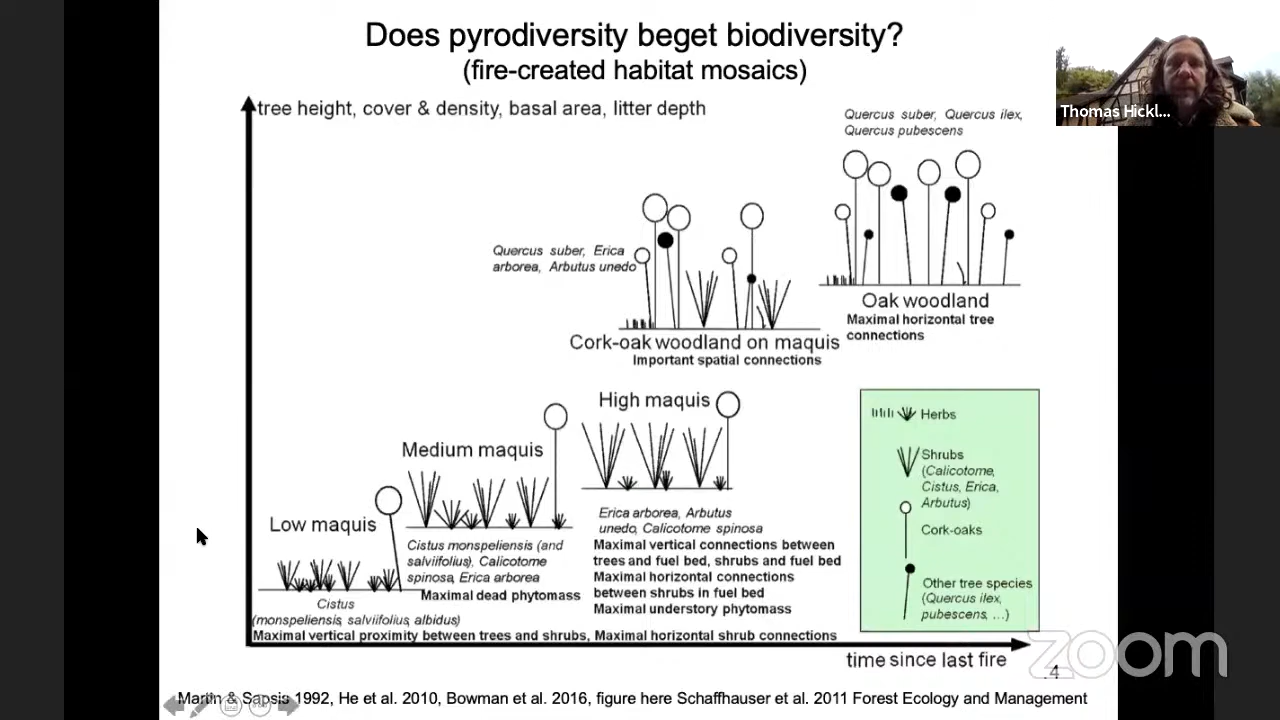 Does pyrodiversity beget biodiversity?
(fire-created habitat mosaics)
Thomas Hickl...
tree height, cover & density, basal area, litter depth
Quercus suber, Quercus ilex,
Quercus pubescens
Quercus suber, Erica
arborea, Arbutus unedo
Oak woodland
Maximal horizontal tree
connections
Cork-oak woodland on maquis
Important spatial connections
High maquis
Medium maquis
Low maquis
Erica arborea, Arbutus
unedo, Calicotome spinosa
Maximal vertical connections between
trees and fuel bed, shrubs and fuel bed
Maximal horizontal connections
between shrubs in fuel bed
Maximal understory phytomass
Cistus monspeliensis (and
salviifolius), Calicotome
spinosa, Erica arborea
Maximal dead phytomass
Cistus
(monspeliensis, salviifolius, albidus)
Maximal vertical proximity between trees and shrubs, Maximal horizontal shrub connections
Herbs
Shrubs
(Calicotome,
Cistus, Erica,
Arbutus)
Cork-oaks
Other tree species
(Quercus ilex,
pubescens, ...)
time since last fire
4
zoom
Martin & Sapsis 1992, He et al. 2010, Bowman et al. 2016, figure here Schaffhauser et al. 2011 Forest Ecology and Management